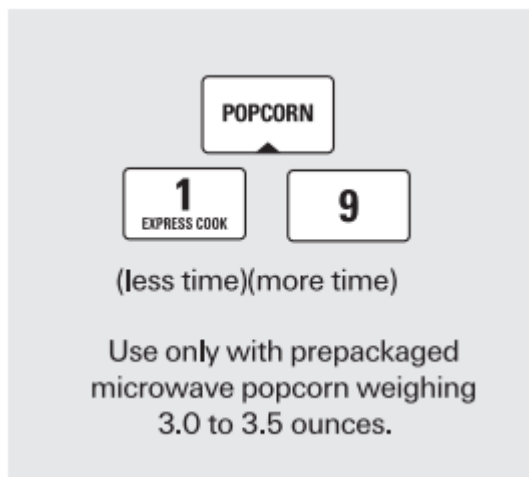 POPCORN
1
EXPRESS COOK
9
(less time)(more time)
Use only with prepackaged
microwave popcorn weighing
3.0 to 3.5 ounces.